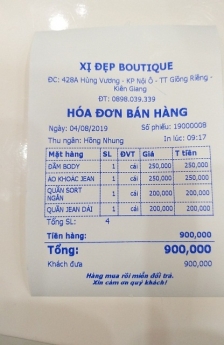 XỊ ĐẸP BOUTIQUE
ĐC: 428A Hùng Vương - KP Nội Ô - TT Giồng Riềng -
Kiên Giang
ĐT: 0898.039.339
HÓA ĐƠN BÁN HÀNG
Ngày: 04/08/2019 Số phiếu: 19000008
Thu ngân: Hồng Nhung In lúc: 09:17
Mặt hàng SL ĐVT Giá T tiền
ĐẦM BODY 1 cái 250,000 250,000
ÁO KHOÁC JEAN 1 cái 250,000 250,000
QUẦN SORT NGẮN 1 cái 200,000 200,000
QUẦN JEAN DÀI 1 cái 200,000 200,000
Tổng SL: 4
Tiền hàng: 900,000
Tổng: 900,000
Khách đưa 900,000
Hàng mua rồi miễn đổi trả.
Xin cảm ơn quý khách!